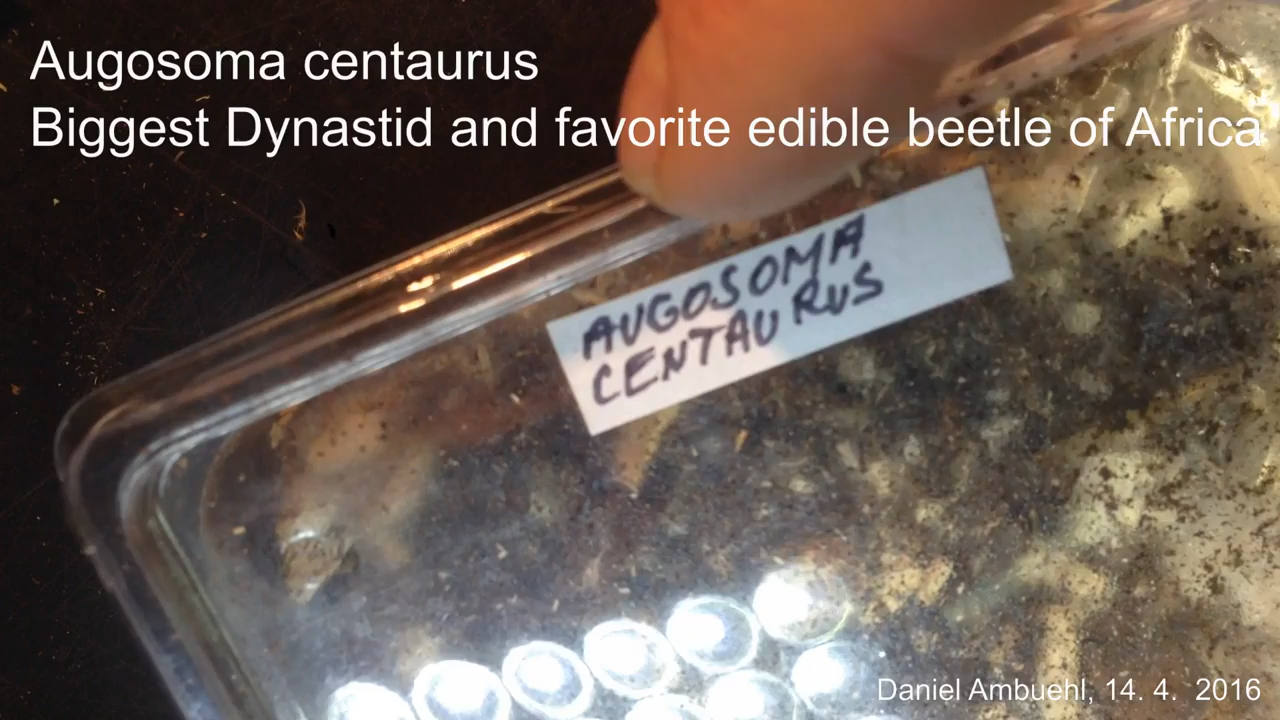 Augosoma centaurus
Biggest Dynastid and favorite edible beetle of Africa
AUGOSOMA
CENTAURUS
Daniel Ambuehl, 14. 4. 2016